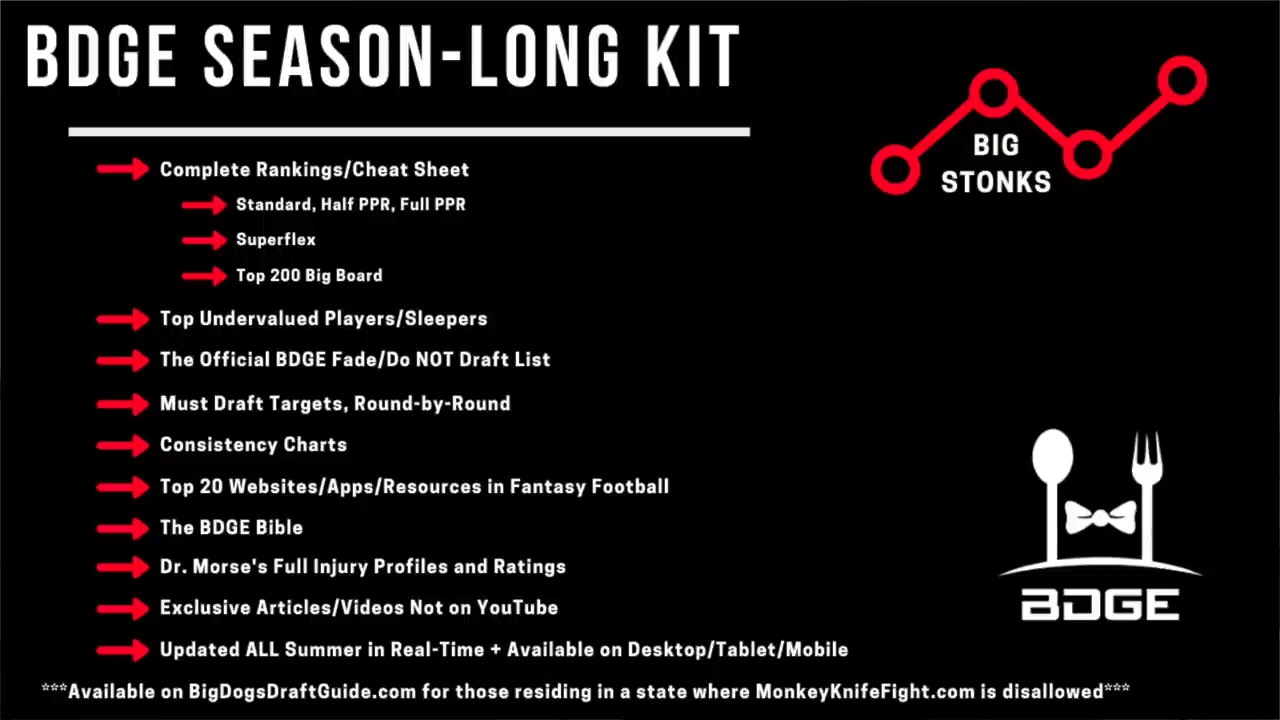 BDGE SEASON-LONG KIT
BIG
STONKS
Complete Rankings/Cheat Sheet
Standard, Half PPR, Full PPR
Superflex
Top 200 Big Board
Top Undervalued Players/Sleepers
The Official BDGE Fade/Do NOT Draft List
Must Draft Targets, Round-by-Round
Consistency Charts
Top 20 Websites/Apps/Resources in Fantasy Football
The BDGE Bible
Dr. Morse's Full Injury Profiles and Ratings
Exclusive Articles/Videos Not on YouTube
Updated ALL Summer in Real-Time + Available on Desktop/Tablet/Mobile
BDGE
***Available on BigDogsDraftGuide.com for those residing in a state where MonkeyKnifeFight.com is disallowed***